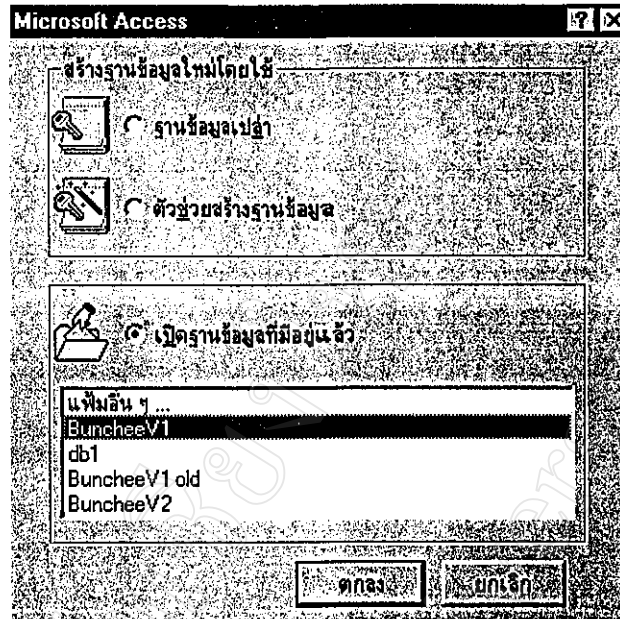 Microsoft Access
สร้างฐานข้อมูลใหม่โดยใช้
ฐานข้อมูลเปล่า
ตัวช่วยสร้างฐานข้อมูล
เปิดฐานข้อมูลที่มีอยู่แล้ว
แฟ้มอื่น ๆ ...
BuncheeV1
db1
BuncheeV1 old
BuncheeV2
ตกลง
ยกเลิก